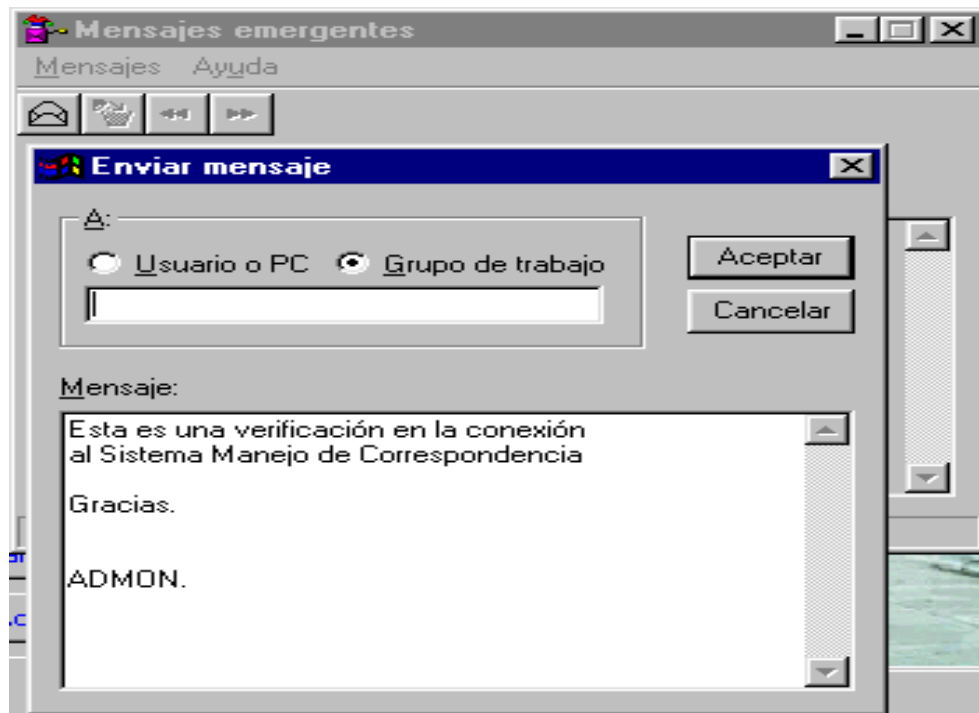 Mensajes emergentes
Mensajes Ayuda
Enviar mensaje
A:
Usuario o PC Grupo de trabajo
Aceptar
Cancelar
Mensaje:
Esta es una verificación en la conexión
al Sistema Manejo de Correspondencia
Gracias.
ADMON.